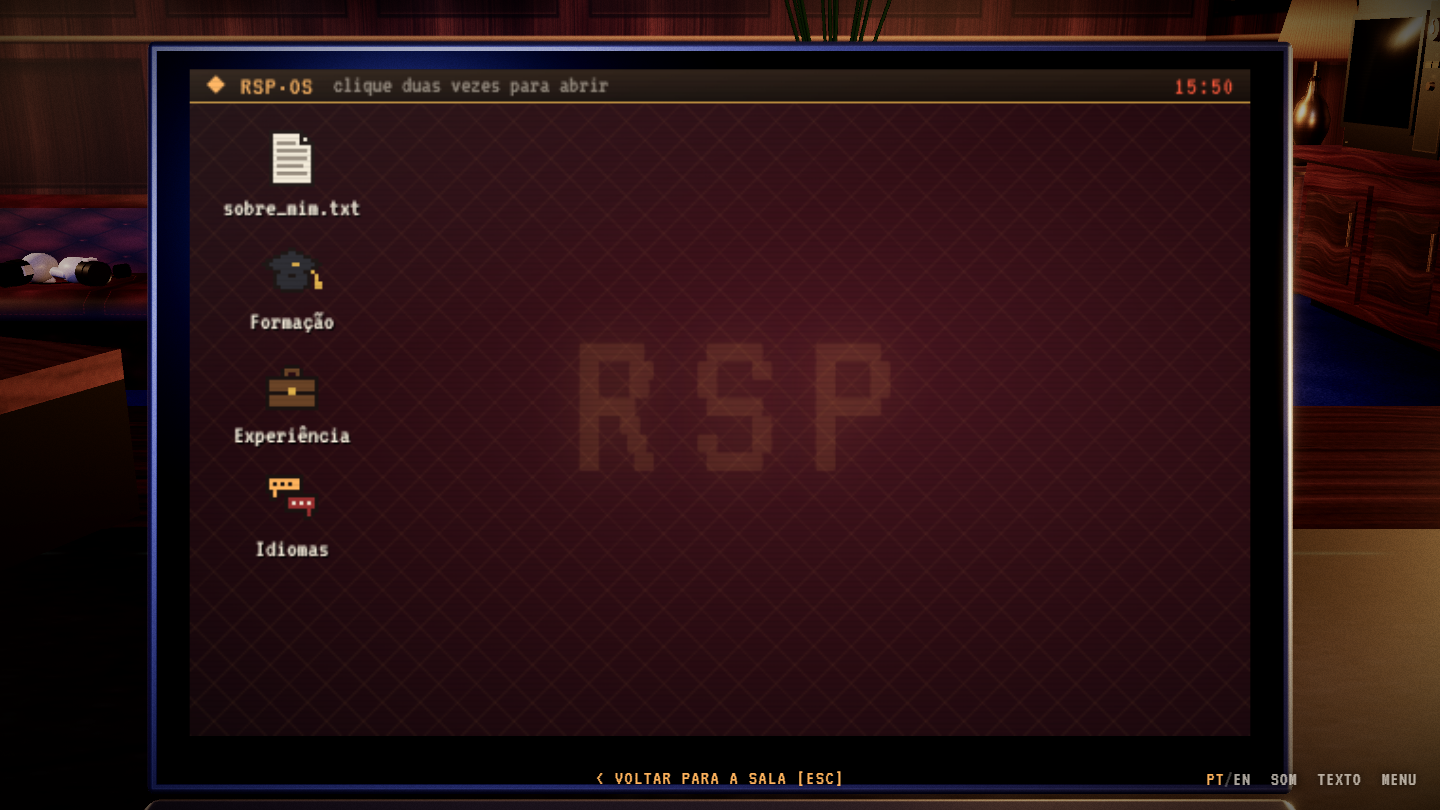 RSP·OS clique duas vezes para abrir 15:50
sobre_mim.txt
Formação
Experiência
Idiomas
RSP
< VOLTAR PARA A SALA [ESC]
PT/EN SOM TEXTO MENU